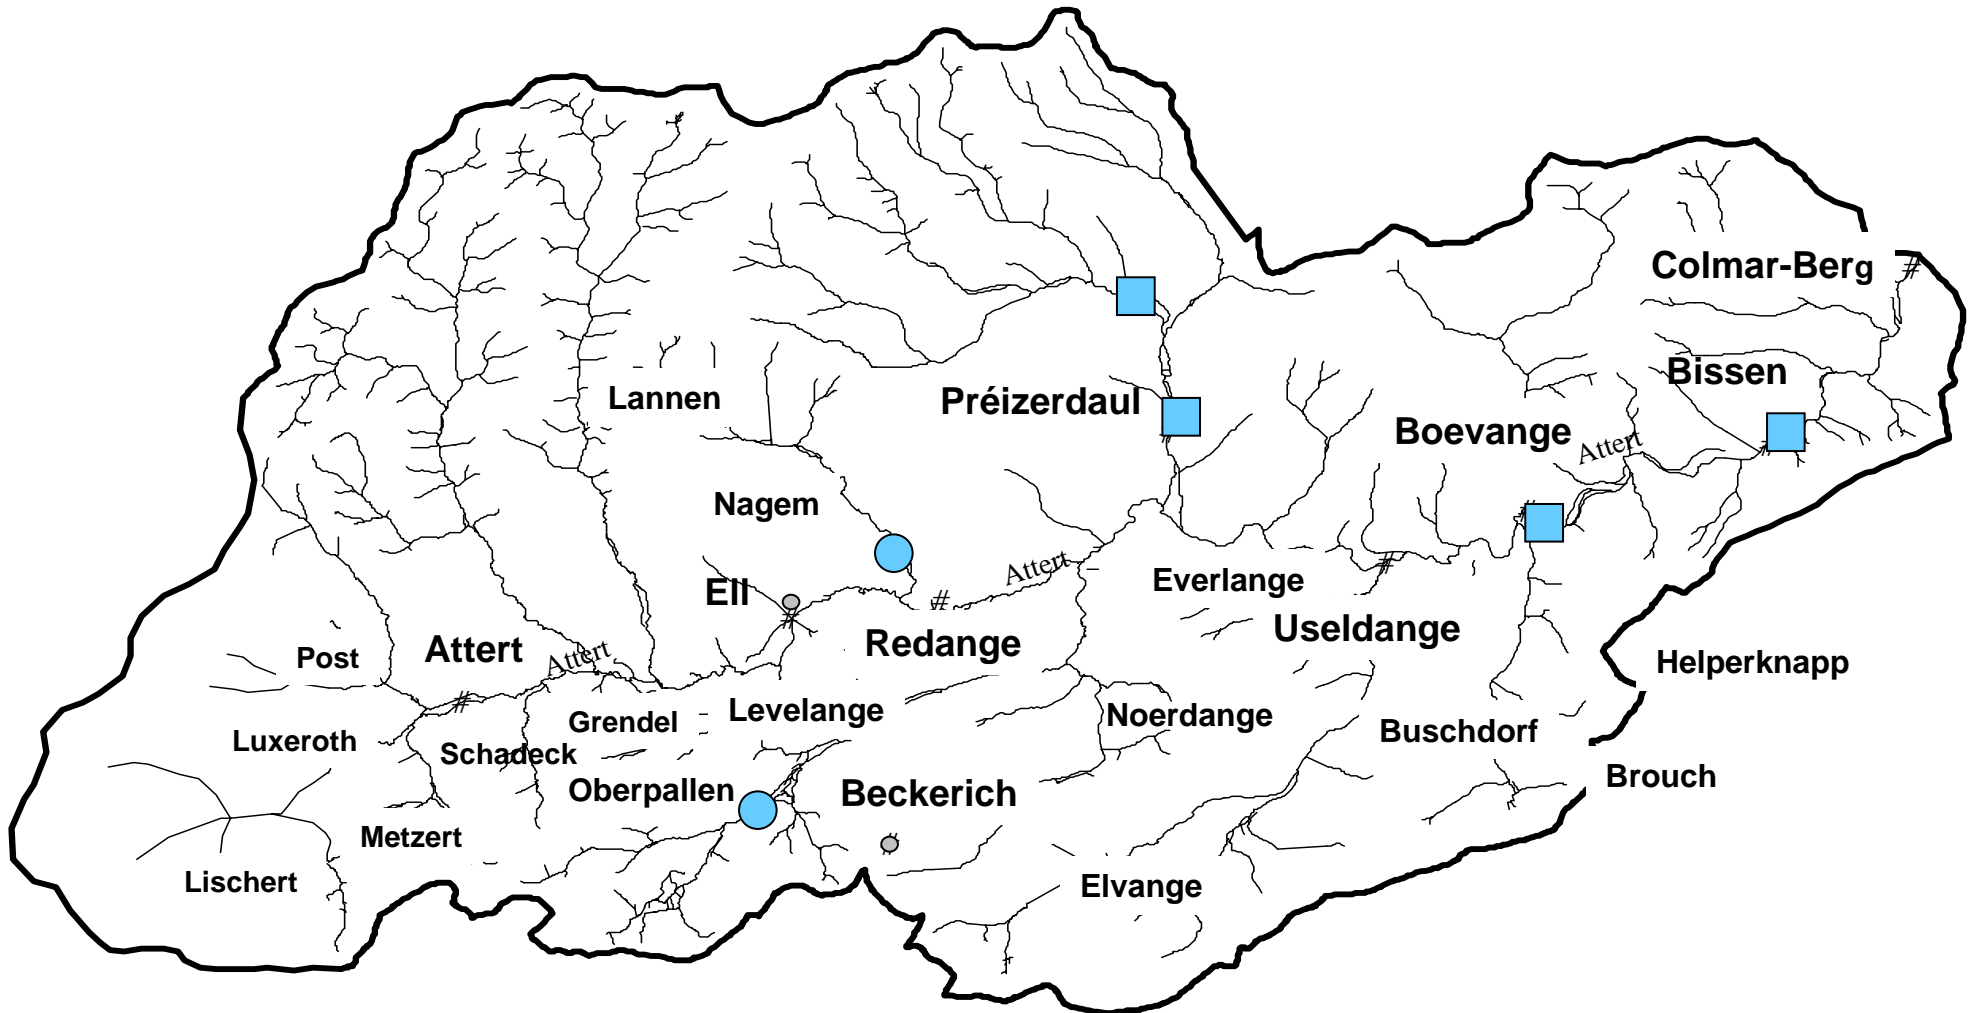 Colmar-Berg
Bissen
Lannen
Préizerdaul
Boevange
Attert
Nagem
Attert
Everlange
Ell
Useldange
Redange
Attert
Attert
Post
Helperknapp
Levelange
Noerdange
Grendel
Buschdorf
Luxeroth
Schadeck
Brouch
Oberpallen
Beckerich
Metzert
Lischert
Elvange